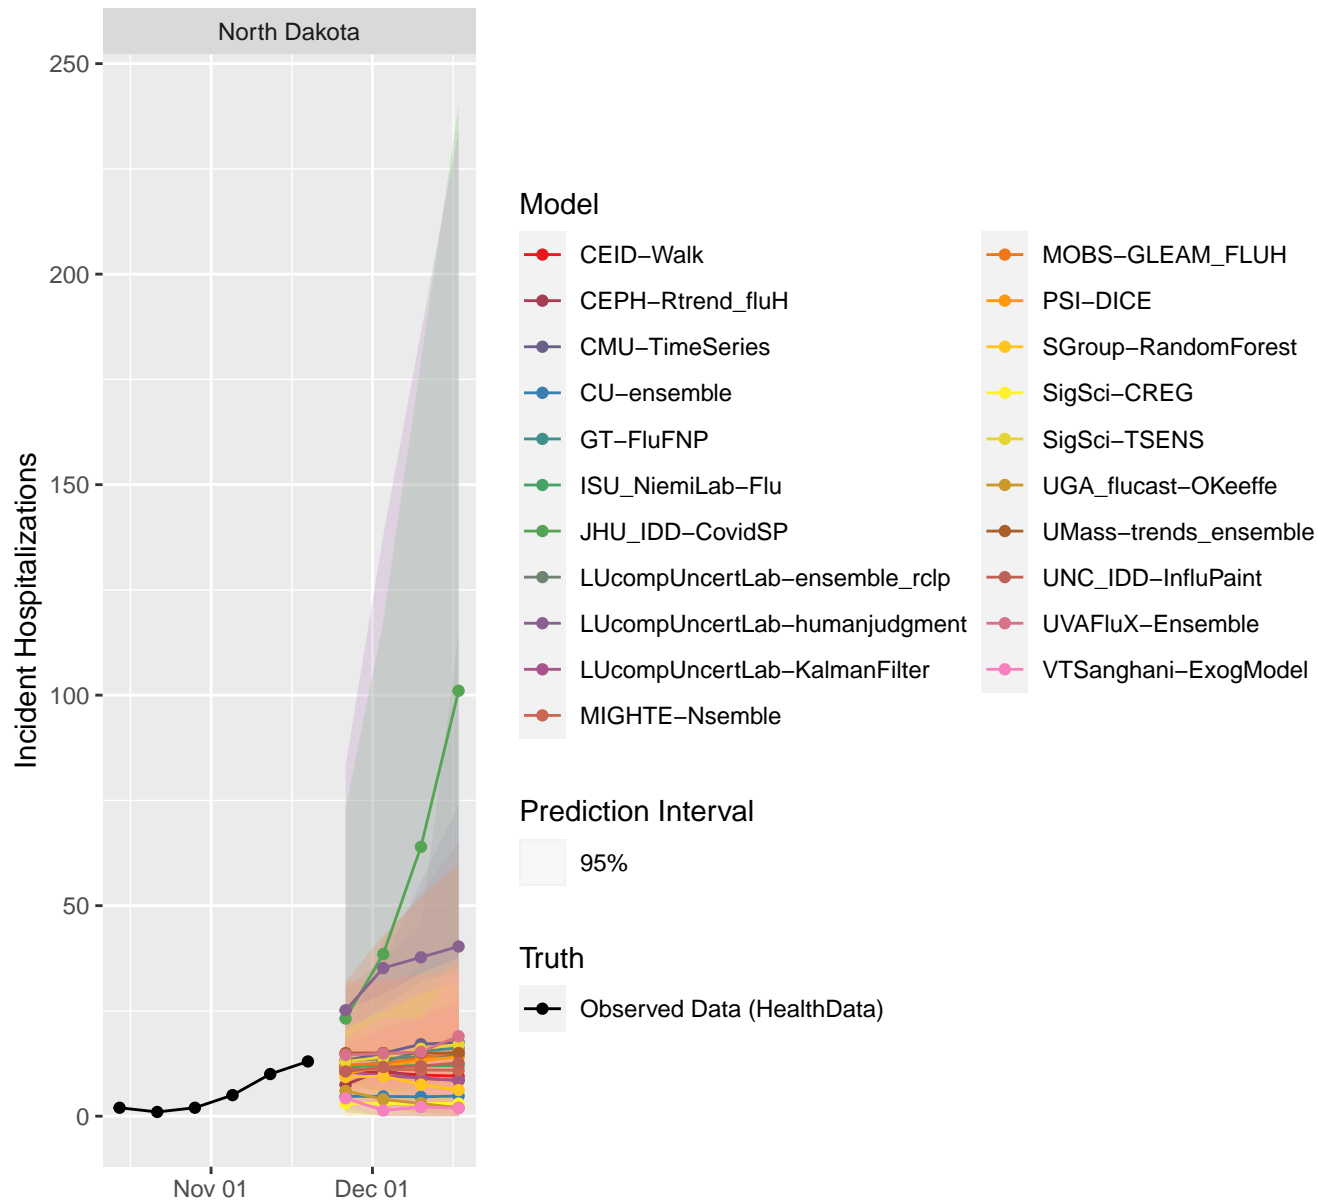 North Dakota
250
200
150
100
50
0
Incident Hospitalizations
Nov 01
Dec 01
Model
CEID−Walk
CEPH−Rtrend_fluH
CMU−TimeSeries
CU−ensemble
GT−FluFNP
ISU_NiemiLab−Flu
JHU_IDD−CovidSP
LUcompUncertLab−ensemble_rclp
LUcompUncertLab−humanjudgment
LUcompUncertLab−KalmanFilter
MIGHTE−Nsemble
MOBS−GLEAM_FLUH
PSI−DICE
SGroup−RandomForest
SigSci−CREG
SigSci−TSENS
UGA_flucast−OKeeffe
UMass−trends_ensemble
UNC_IDD−InfluPaint
UVAFluX−Ensemble
VTSanghani−ExogModel
Prediction Interval
95%
Truth
Observed Data (HealthData)